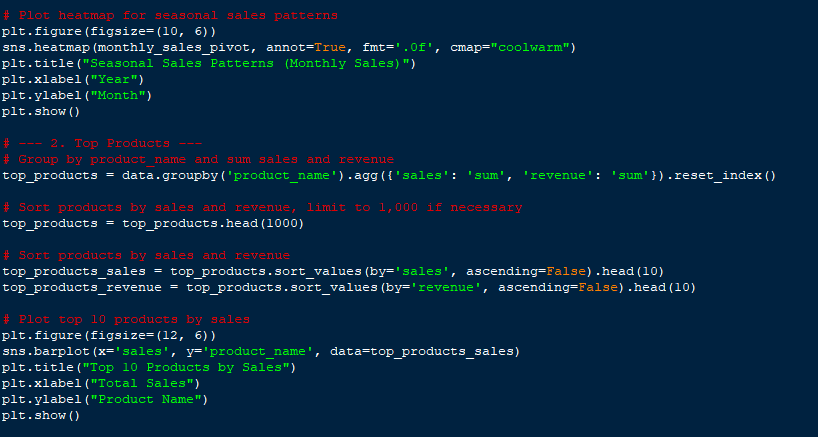 # Plot heatmap for seasonal sales patterns
plt.figure(figsize=(10, 6))
sns.heatmap(monthly_sales_pivot, annot=True, fmt='.0f', cmap="coolwarm")
plt.title("Seasonal Sales Patterns (Monthly Sales)")
plt.xlabel("Year")
plt.ylabel("Month")
plt.show()
# --- 2. Top Products ---
# Group by product_name and sum sales and revenue
top_products = data.groupby('product_name').agg({'sales': 'sum', 'revenue': 'sum'}).reset_index()
# Sort products by sales and revenue, limit to 1,000 if necessary
top_products = top_products.head(1000)
# Sort products by sales and revenue
top_products_sales = top_products.sort_values(by='sales', ascending=False).head(10)
top_products_revenue = top_products.sort_values(by='revenue', ascending=False).head(10)
# Plot top 10 products by sales
plt.figure(figsize=(12, 6))
sns.barplot(x='sales', y='product_name', data=top_products_sales)
plt.title("Top 10 Products by Sales")
plt.xlabel("Total Sales")
plt.ylabel("Product Name")
plt.show()